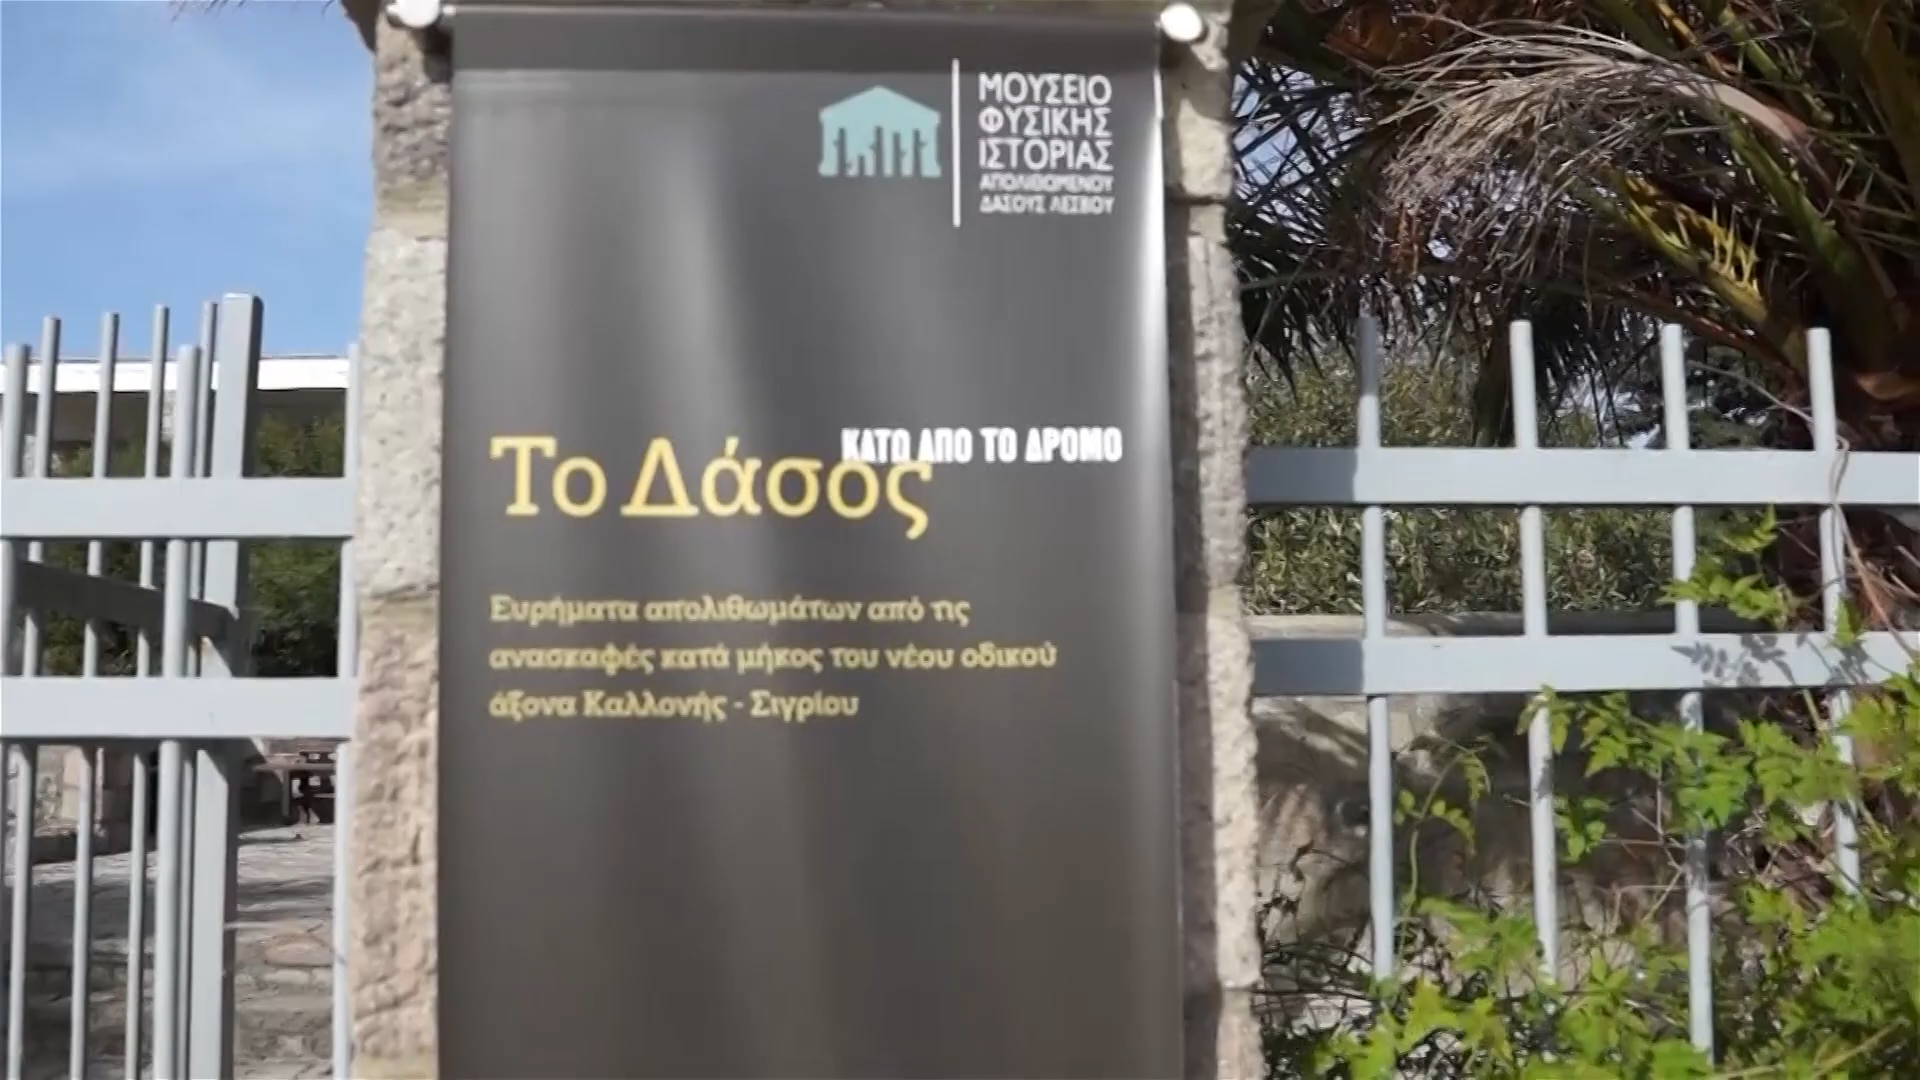 ΜΟΥΣΕΙΟ
ΦΥΣΙΚΗΣ
ΙΣΤΟΡΙΑΣ
ΑΠΟΛΙΘΩΜΕΝΟΥ
ΔΑΣΟΥΣ ΛΕΣΒΟΥ
Το Δάσος
ΚΑΤΩ ΑΠΟ ΤΟ ΔΡΟΜΟ
Ευρήματα απολιθωμάτων από τις
ανασκαφές κατά μήκος του νέου οδικού
άξονα Καλλονής - Σιγρίου